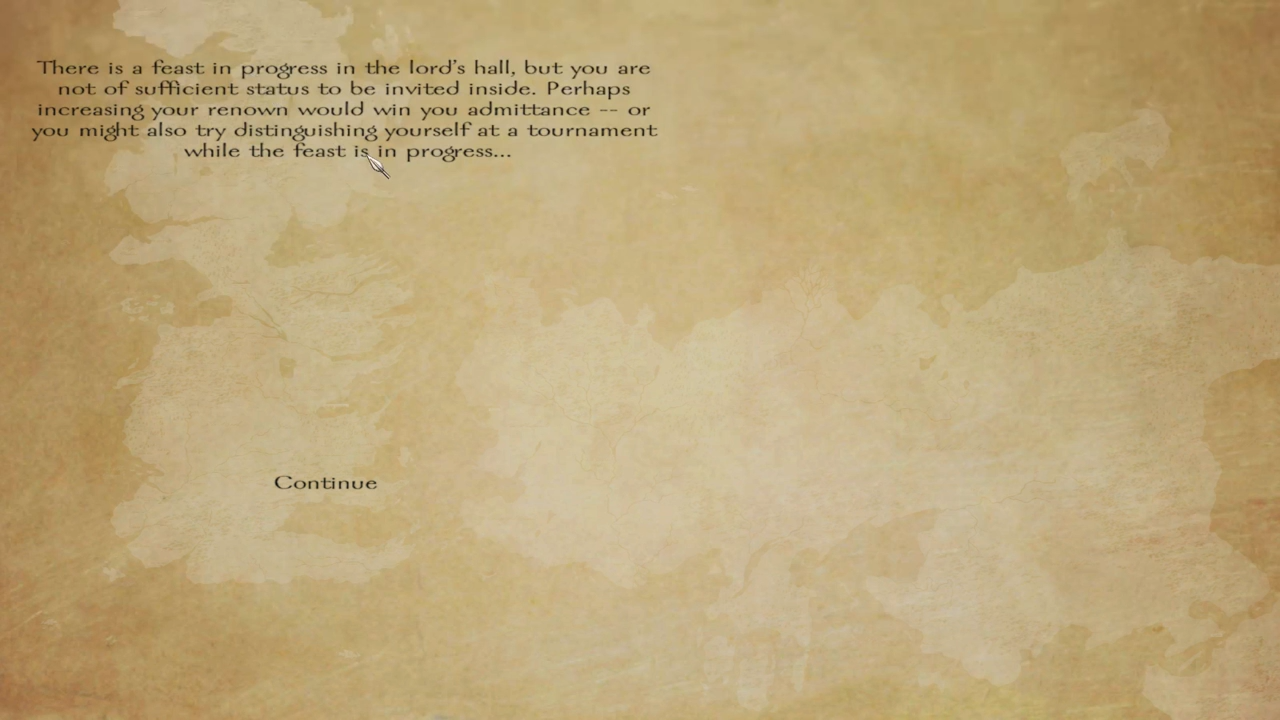 There is a feast in progress in the lord's hall, but you are
not of sufficient status to be invited inside. Perhaps
increasing your renown would win you admittance -- or
you might also try distinguishing yourself at a tournament
while the feast is in progress...
Continue